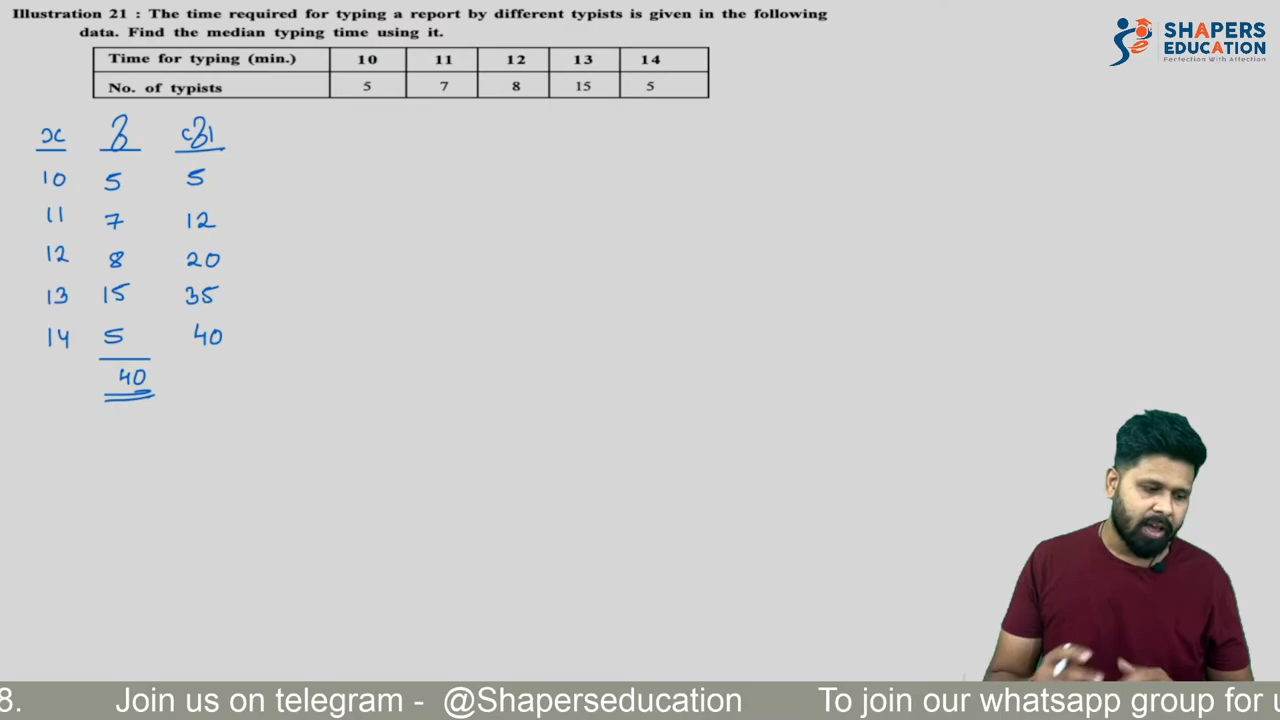 Illustration 21 : The time required for typing a report by different typists is given in the following
data. Find the median typing time using it.
Time for typing (min.) 10 11 12 13 14
No. of typists 5 7 8 15 5
SHAPERS
EDUCATION
Perfection With Affection
x f cf
10 5 5
11 7 12
12 8 20
13 15 35
14 5 40
40
8. Join us on telegram - @Shaperseducation To join our whatsapp group for u